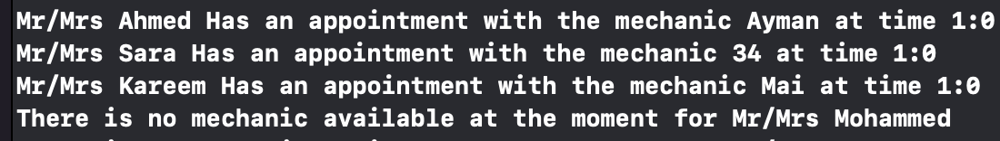 Mr/Mrs Ahmed Has an appointment with the mechanic Ayman at time 1:0
Mr/Mrs Sara Has an appointment with the mechanic 34 at time 1:0
Mr/Mrs Kareem Has an appointment with the mechanic Mai at time 1:0
There is no mechanic available at the moment for Mr/Mrs Mohammed